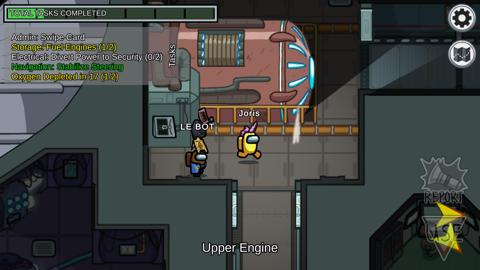 TOTAL TASKS COMPLETED
Admin: Swipe Card
Storage: Fuel Engines (1/2)
Electrical: Divert Power to Security (0/2)
Navigation: Stabilize Steering
Oxygen Depleted in 17 (1/2)
Tasks
Joris
LE BOT
REPORT
USE
Upper Engine